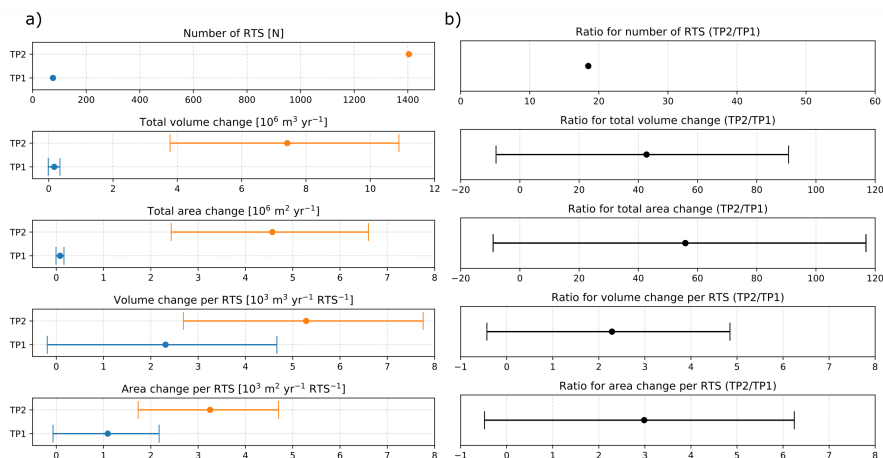 a)
Number of RTS [N]
TP2
TP1
0 200 400 600 800 1000 1200 1400
Total volume change [10⁶ m3 yr⁻¹]
TP2
TP1
0 2 4 6 8 10 12
Total area change [10⁶ m² yr⁻¹]
TP2
TP1
0 1 2 3 4 5 6 7 8
Volume change per RTS [10³ m³ yr⁻¹ RTS⁻¹]
TP2
TP1
0 1 2 3 4 5 6 7 8
Area change per RTS [10³ m² yr⁻¹ RTS⁻¹]
TP2
TP1
0 1 2 3 4 5 6 7 8
b)
Ratio for number of RTS (TP2/TP1)
0 10 20 30 40 50 60
Ratio for total volume change (TP2/TP1)
−20 0 20 40 60 80 100 120
Ratio for total area change (TP2/TP1)
−20 0 20 40 60 80 100 120
Ratio for volume change per RTS (TP2/TP1)
−1 0 1 2 3 4 5 6 7 8
Ratio for area change per RTS (TP2/TP1)
−1 0 1 2 3 4 5 6 7 8